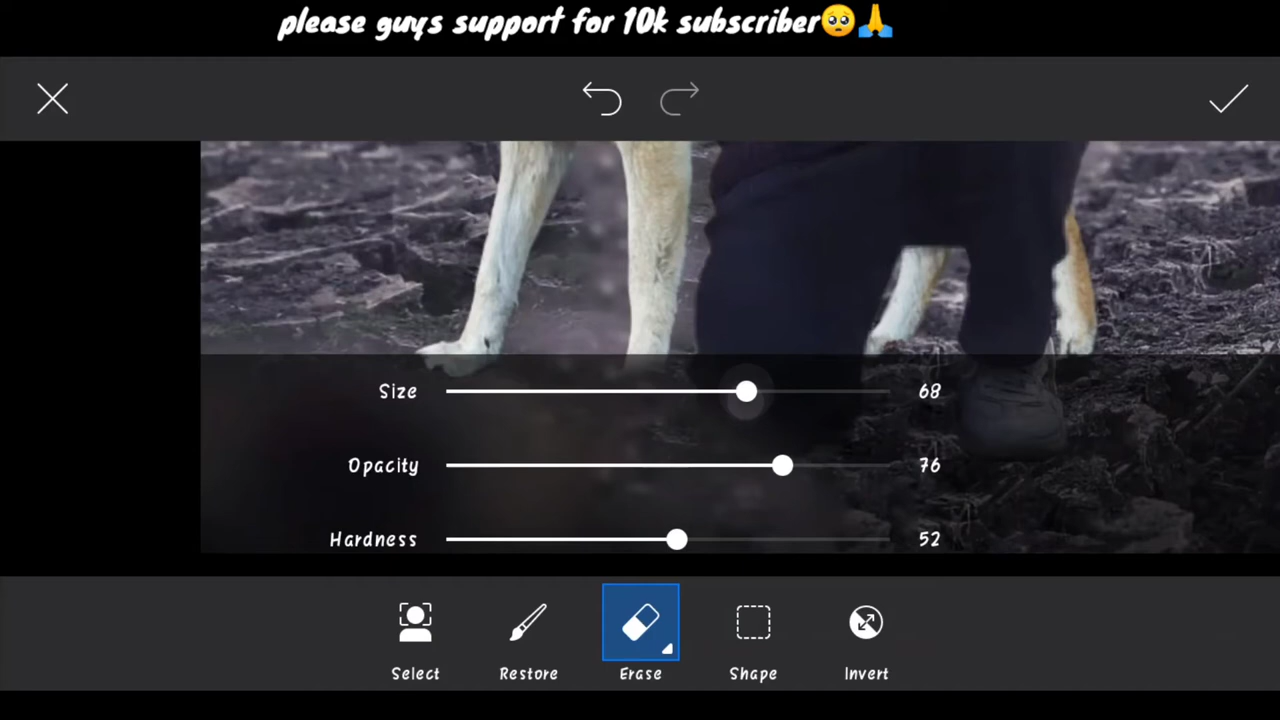 please guys support for 10k subscriber🥺🙏
Size 68
Opacity 76
Hardness 52
Select Restore Erase Shape Invert